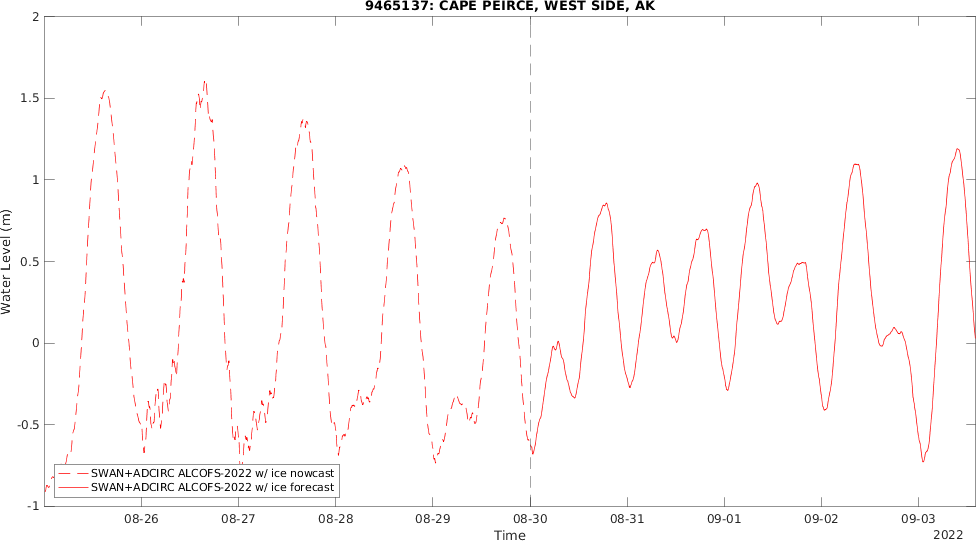 9465137: CAPE PEIRCE, WEST SIDE, AK
2
1.5
1
0.5
0
-0.5
-1
Water Level (m)
SWAN+ADCIRC ALCOFS-2022 w/ ice nowcast
SWAN+ADCIRC ALCOFS-2022 w/ ice forecast
08-26 08-27 08-28 08-29 08-30 08-31 09-01 09-02 09-03
Time
2022